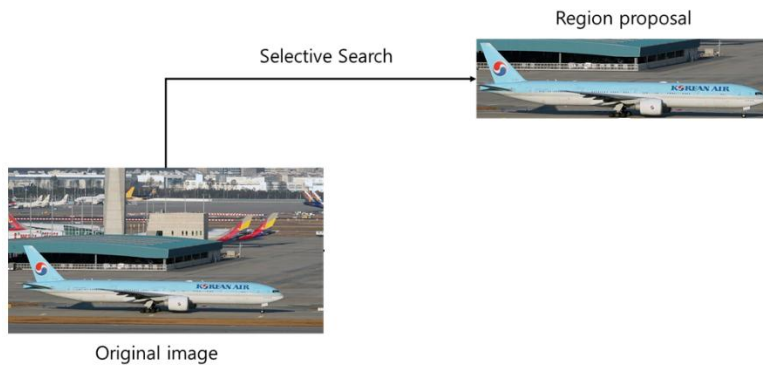 Region proposal
Selective Search
KOREAN AIR
KOREAN AIR
Original image